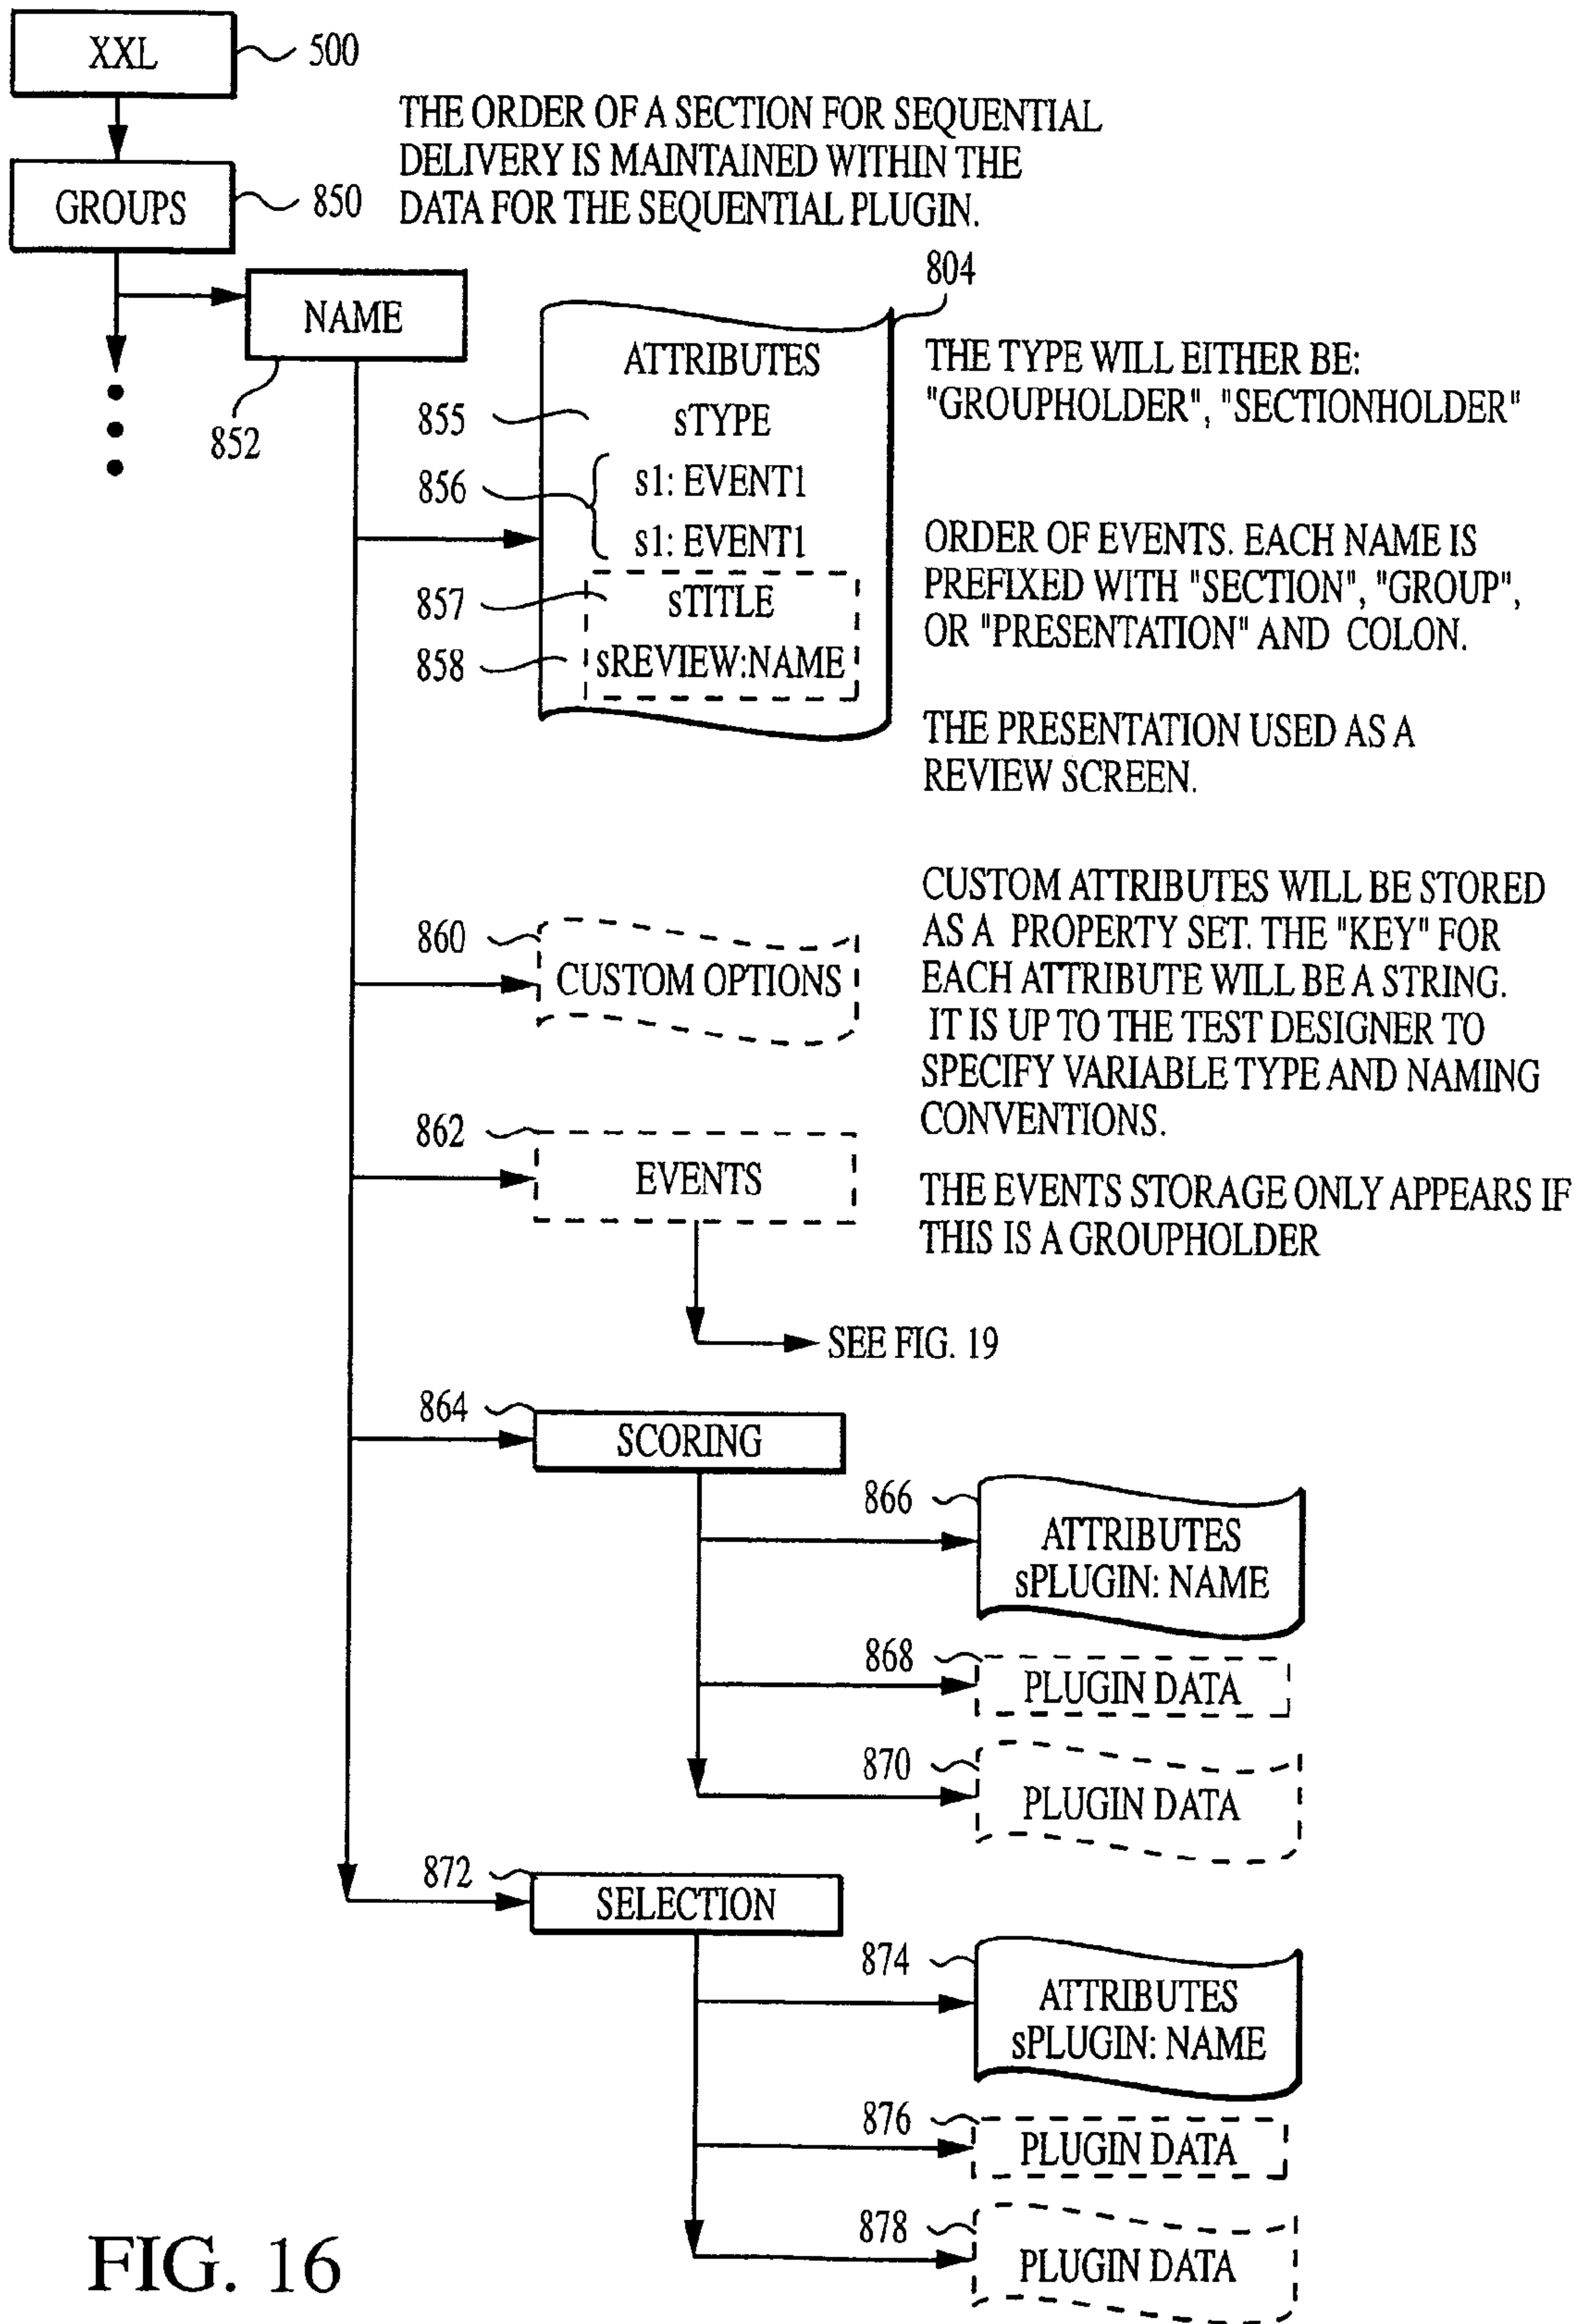 XXL
500
THE ORDER OF A SECTION FOR SEQUENTIAL
DELIVERY IS MAINTAINED WITHIN THE
DATA FOR THE SEQUENTIAL PLUGIN.
GROUPS
850
NAME
852
804
ATTRIBUTES
855
sTYPE
856
s1: EVENT1
s1: EVENT1
857
sTITLE
858
sREVIEW:NAME
THE TYPE WILL EITHER BE:
"GROUPHOLDER", "SECTIONHOLDER"
ORDER OF EVENTS. EACH NAME IS
PREFIXED WITH "SECTION", "GROUP",
OR "PRESENTATION" AND COLON.
THE PRESENTATION USED AS A
REVIEW SCREEN.
860
CUSTOM OPTIONS
CUSTOM ATTRIBUTES WILL BE STORED
AS A PROPERTY SET. THE "KEY" FOR
EACH ATTRIBUTE WILL BE A STRING.
IT IS UP TO THE TEST DESIGNER TO
SPECIFY VARIABLE TYPE AND NAMING
CONVENTIONS.
862
EVENTS
THE EVENTS STORAGE ONLY APPEARS IF
THIS IS A GROUPHOLDER
SEE FIG. 19
864
SCORING
866
ATTRIBUTES
sPLUGIN: NAME
868
PLUGIN DATA
870
PLUGIN DATA
872
SELECTION
874
ATTRIBUTES
sPLUGIN: NAME
876
PLUGIN DATA
878
PLUGIN DATA
FIG. 16